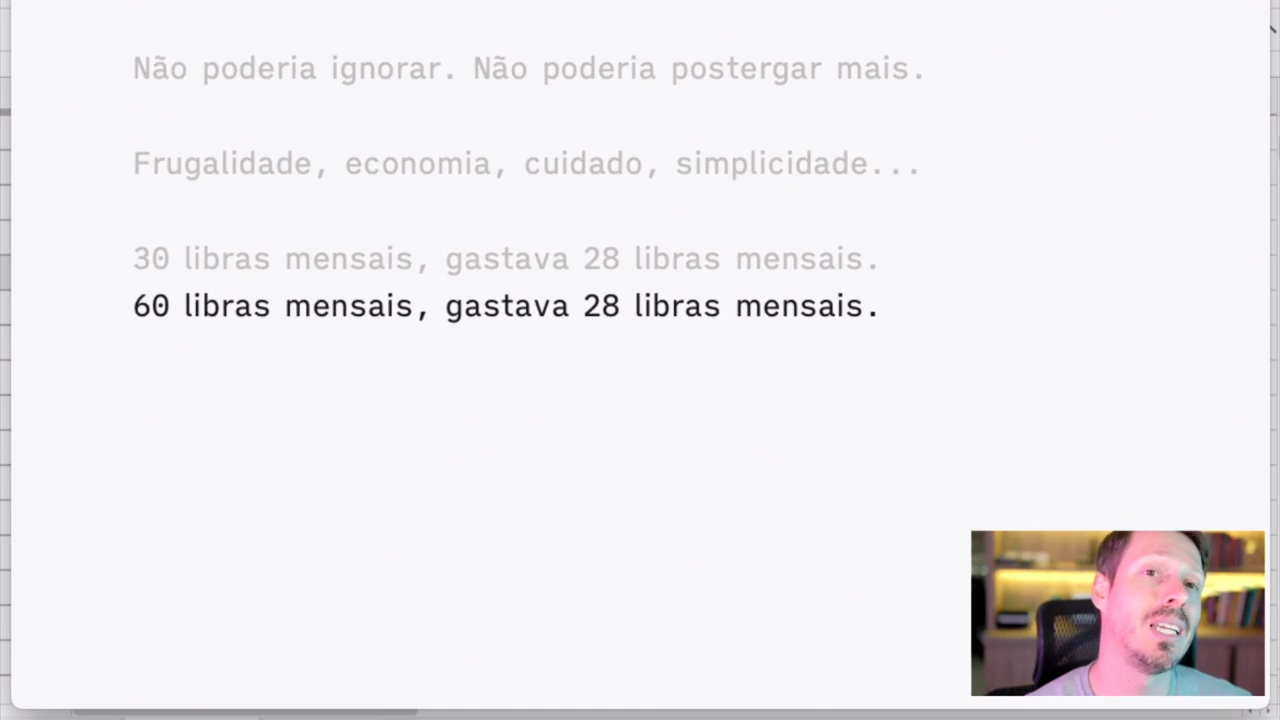 Não poderia ignorar. Não poderia postergar mais.
Frugalidade, economia, cuidado, simplicidade...
30 libras mensais, gastava 28 libras mensais.
60 libras mensais, gastava 28 libras mensais.